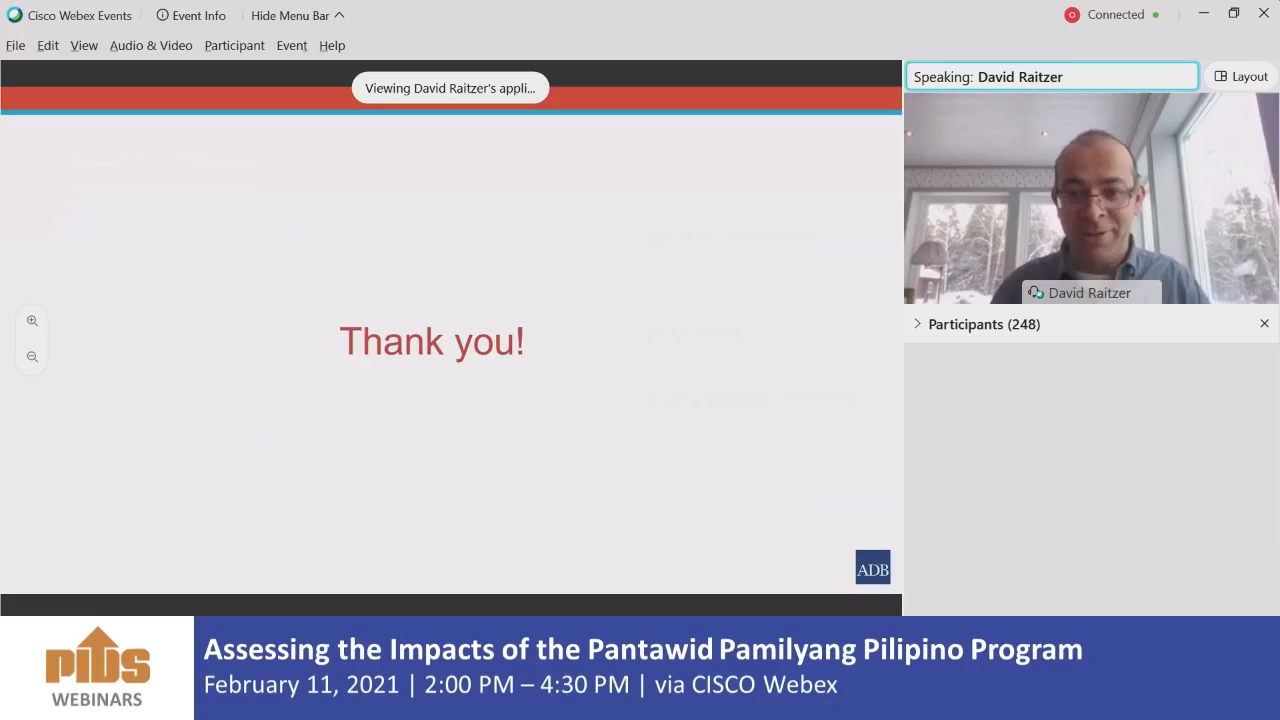 Cisco Webex Events
Event Info
Hide Menu Bar
Connected
File Edit View Audio & Video Participant Event Help
Viewing David Raitzer's appli...
Speaking: David Raitzer
Layout
David Raitzer
Participants (248)
Thank you!
ADB
PIDS
WEBINARS
Assessing the Impacts of the Pantawid Pamilyang Pilipino Program
February 11, 2021 | 2:00 PM – 4:30 PM | via CISCO Webex